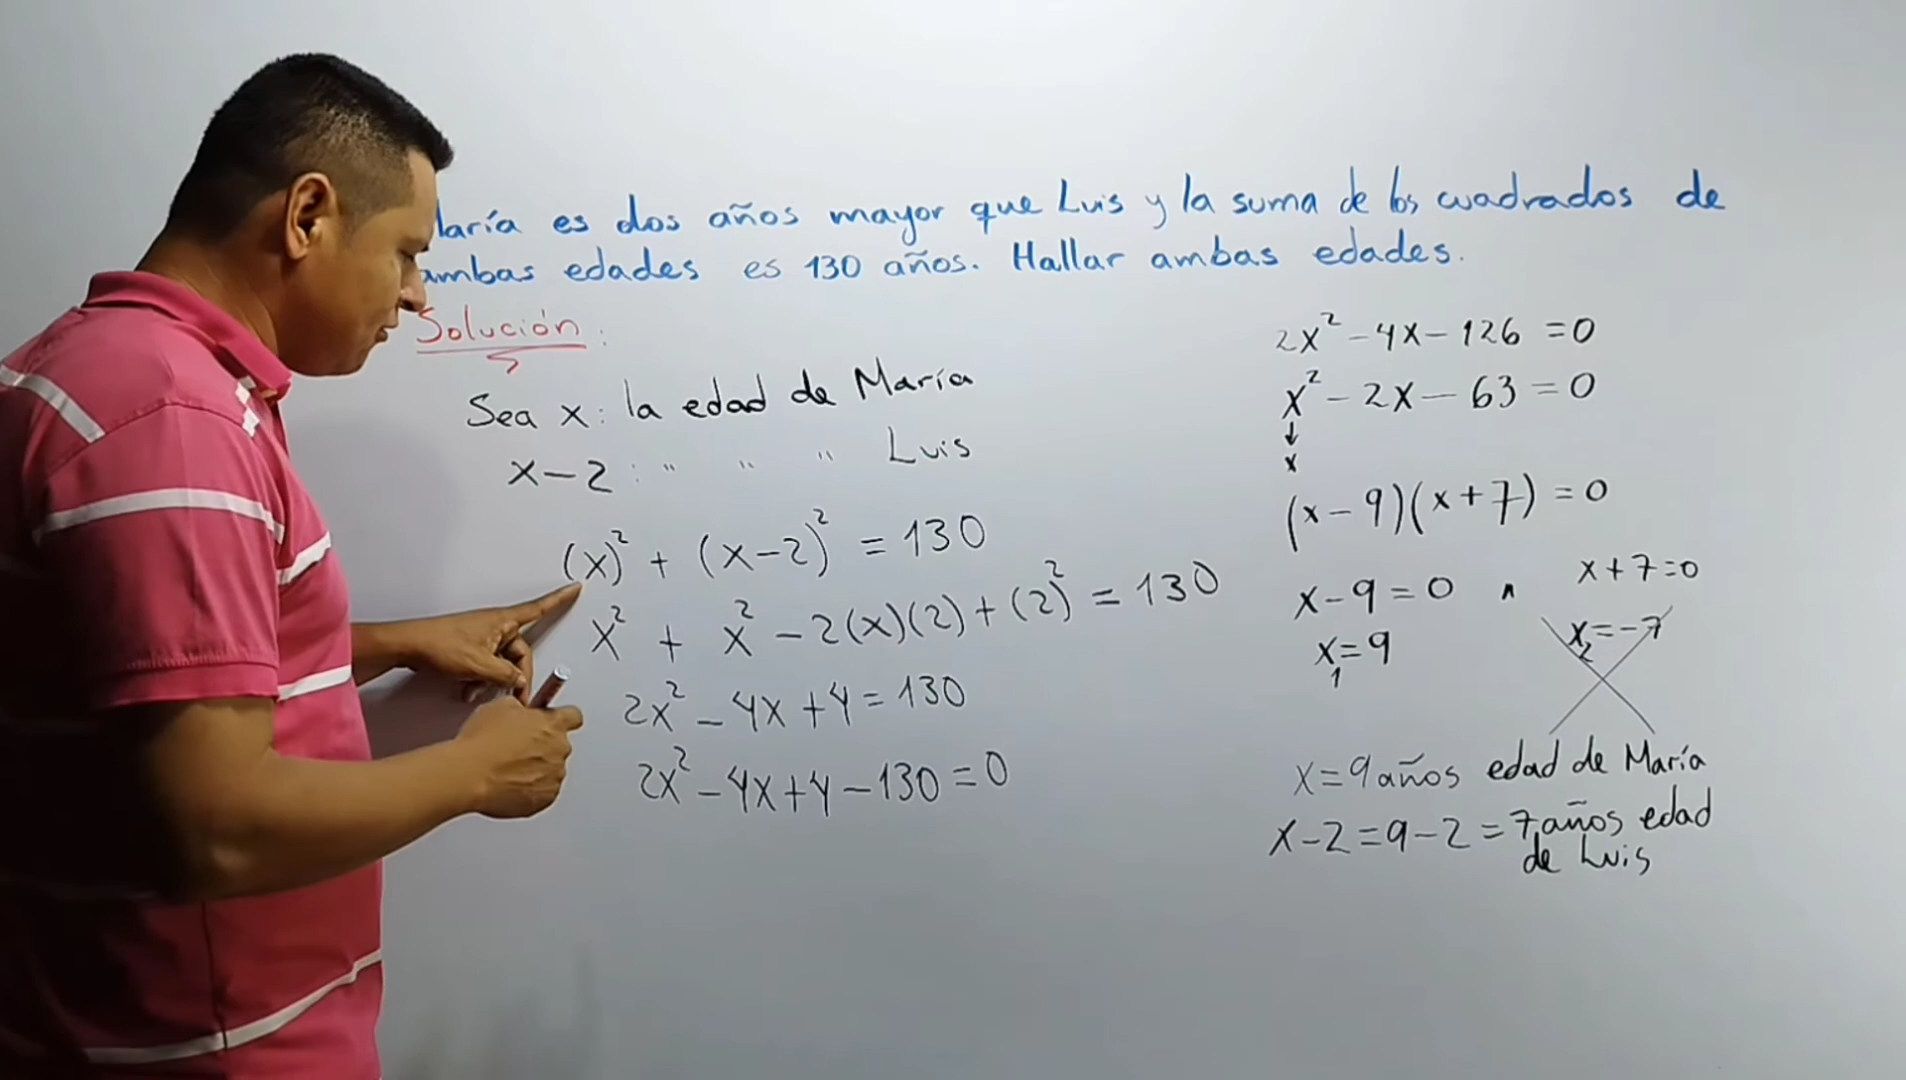 María es dos años mayor que Luis y la suma de los cuadrados de
ambas edades es 130 años. Hallar ambas edades.
Solución:
Sea x: la edad de María
x-2: " " " Luis
(x)² + (x-2)² = 130
x² + x² - 2(x)(2) + (2)² = 130
2x² - 4x + 4 = 130
2x² - 4x + 4 - 130 = 0
2x² - 4x - 126 = 0
x² - 2x - 63 = 0
↓
x
(x-9)(x+7) = 0
x-9=0 ∧ x+7=0
x₁=9 x₂=-7
x=9 años edad de María
x-2=9-2=7 años edad
de Luis